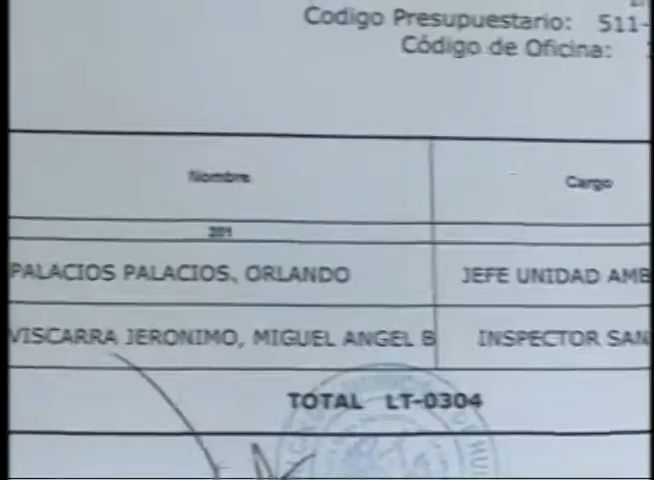 Codigo Presupuestario: 511-
Código de Oficina:
Nombre Cargo
201
PALACIOS PALACIOS, ORLANDO JEFE UNIDAD AMB
VISCARRA JERONIMO, MIGUEL ANGEL B INSPECTOR SAN
TOTAL LT-0304